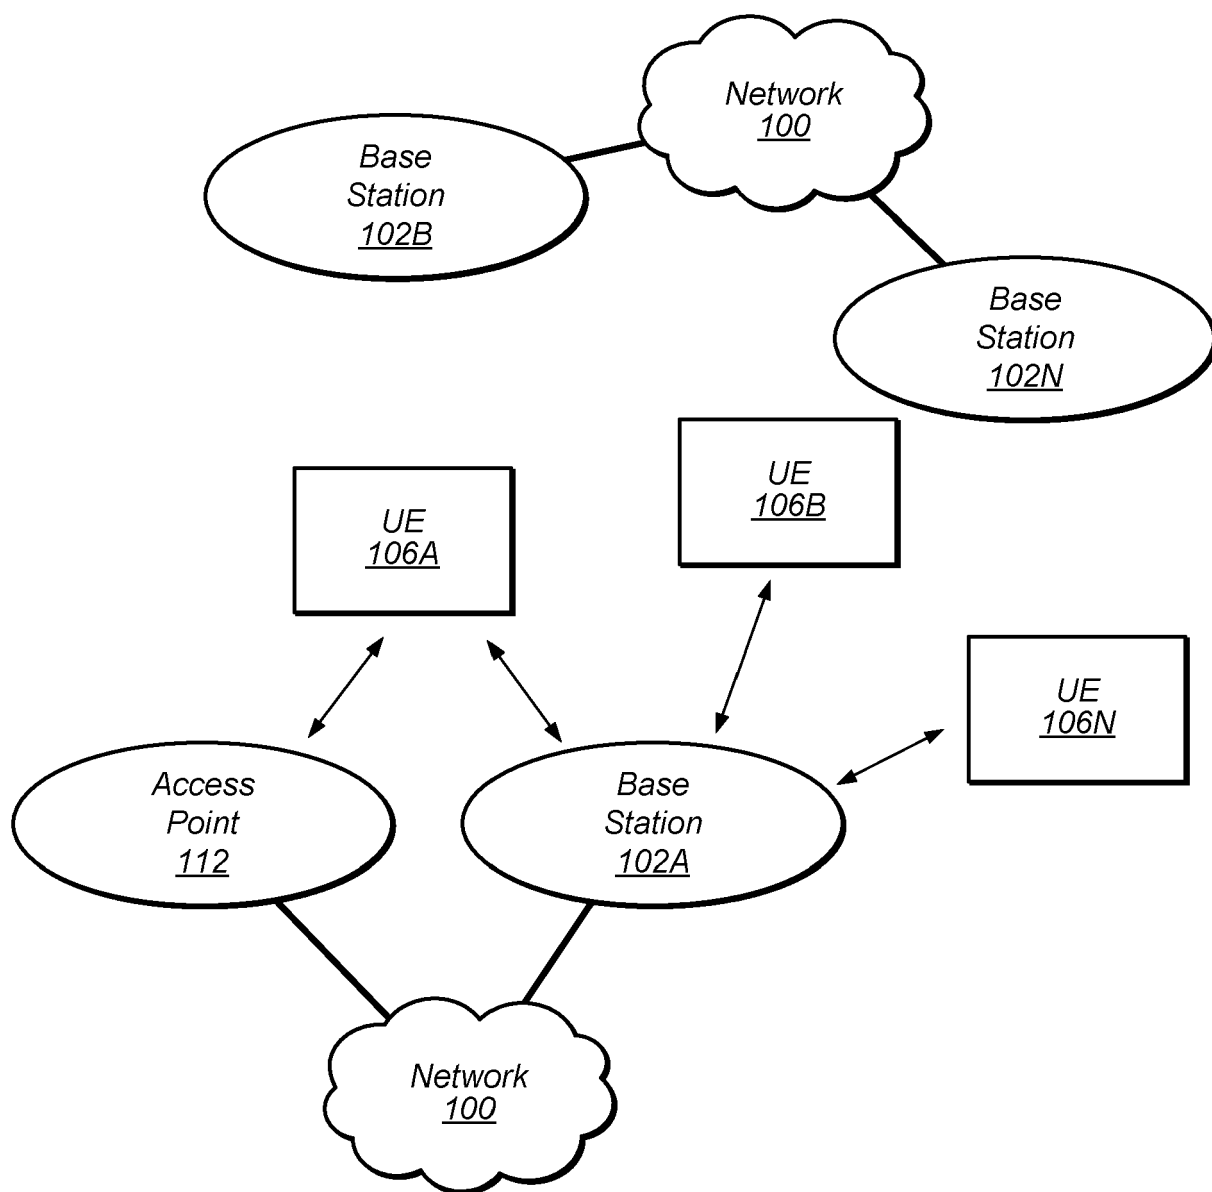 Network
100
Base
Station
102B
Base
Station
102N
UE
106B
UE
106A
UE
106N
Access
Point
112
Base
Station
102A
Network
100